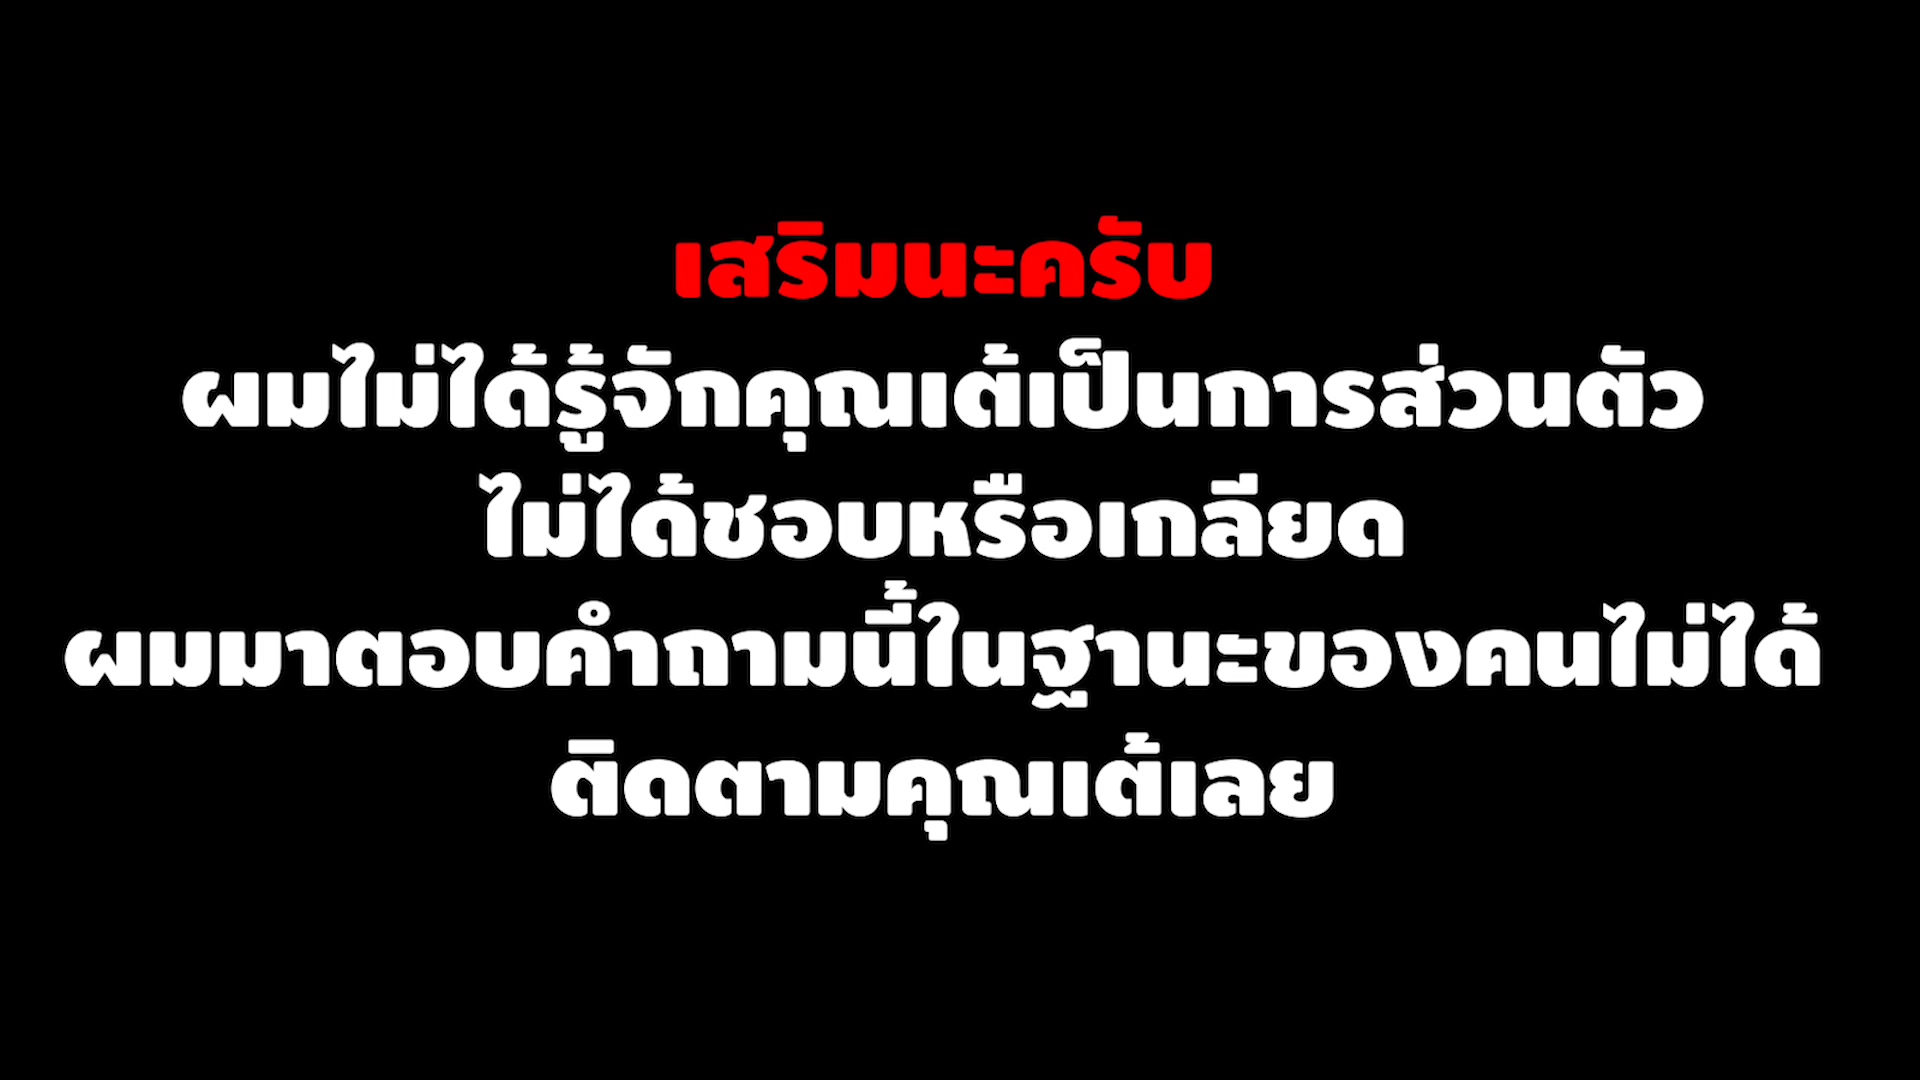 เสริมนะครับ
ผมไม่ได้รู้จักคุณเต้เป็นการส่วนตัว
ไม่ได้ชอบหรือเกลียด
ผมมาตอบคำถามนี้ในฐานะของคนไม่ได้
ติดตามคุณเต้เลย